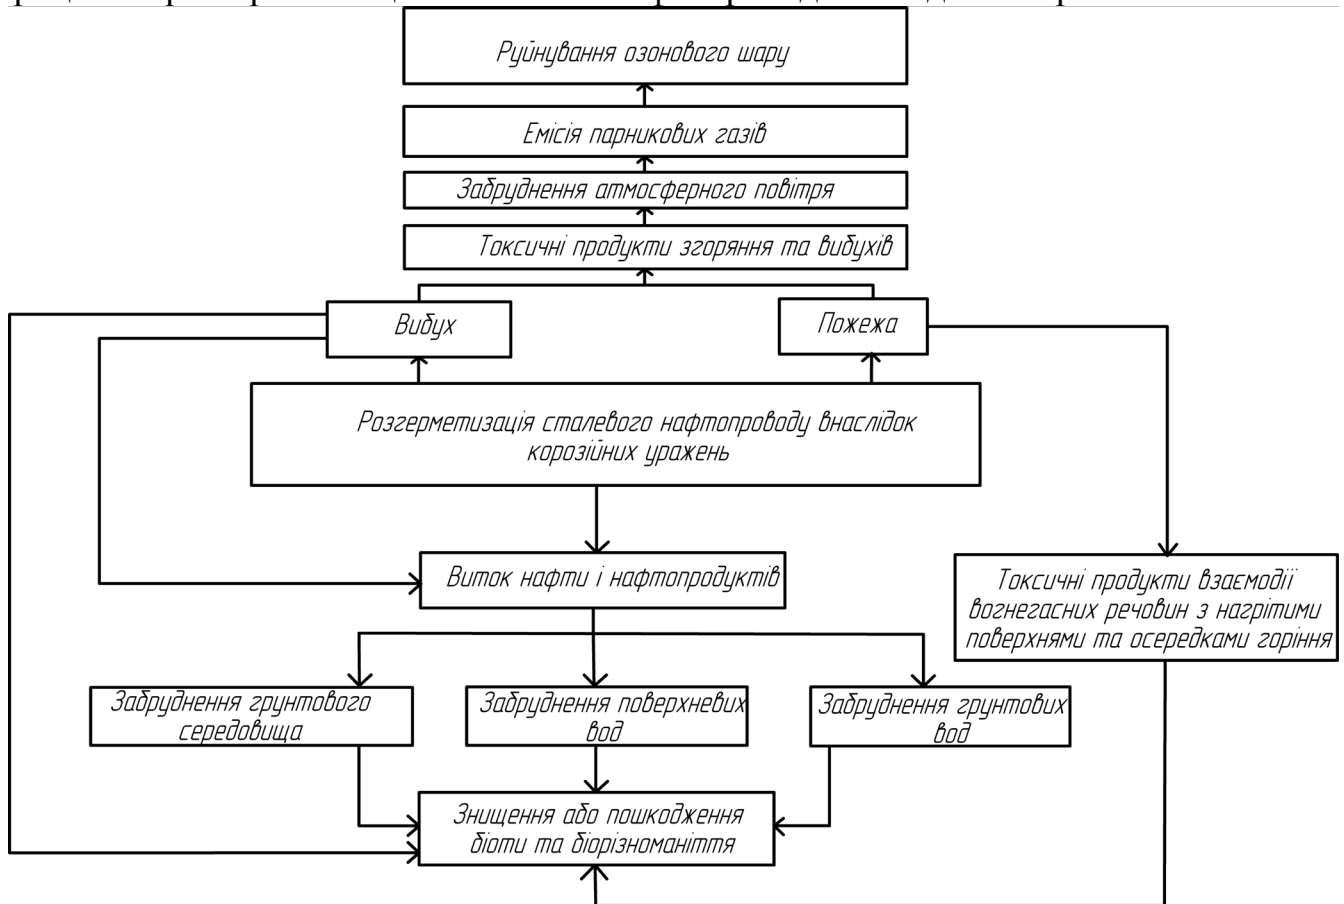 Руйнування озонового шару
Емісія парникових газів
Забруднення атмосферного повітря
Токсичні продукти згоряння та вибухів
Вибух
Пожежа
Розгерметизація сталевого нафтопроводу внаслідок
корозійних уражень
Виток нафти і нафтопродуктів
Токсичні продукти взаємодії
вогнегасних речовин з нагрітими
поверхнями та осередками горіння
Забруднення грунтового
середовища
Забруднення поверхневих
вод
Забруднення грунтових
вод
Знищення або пошкодження
біоти та біорізноманіття